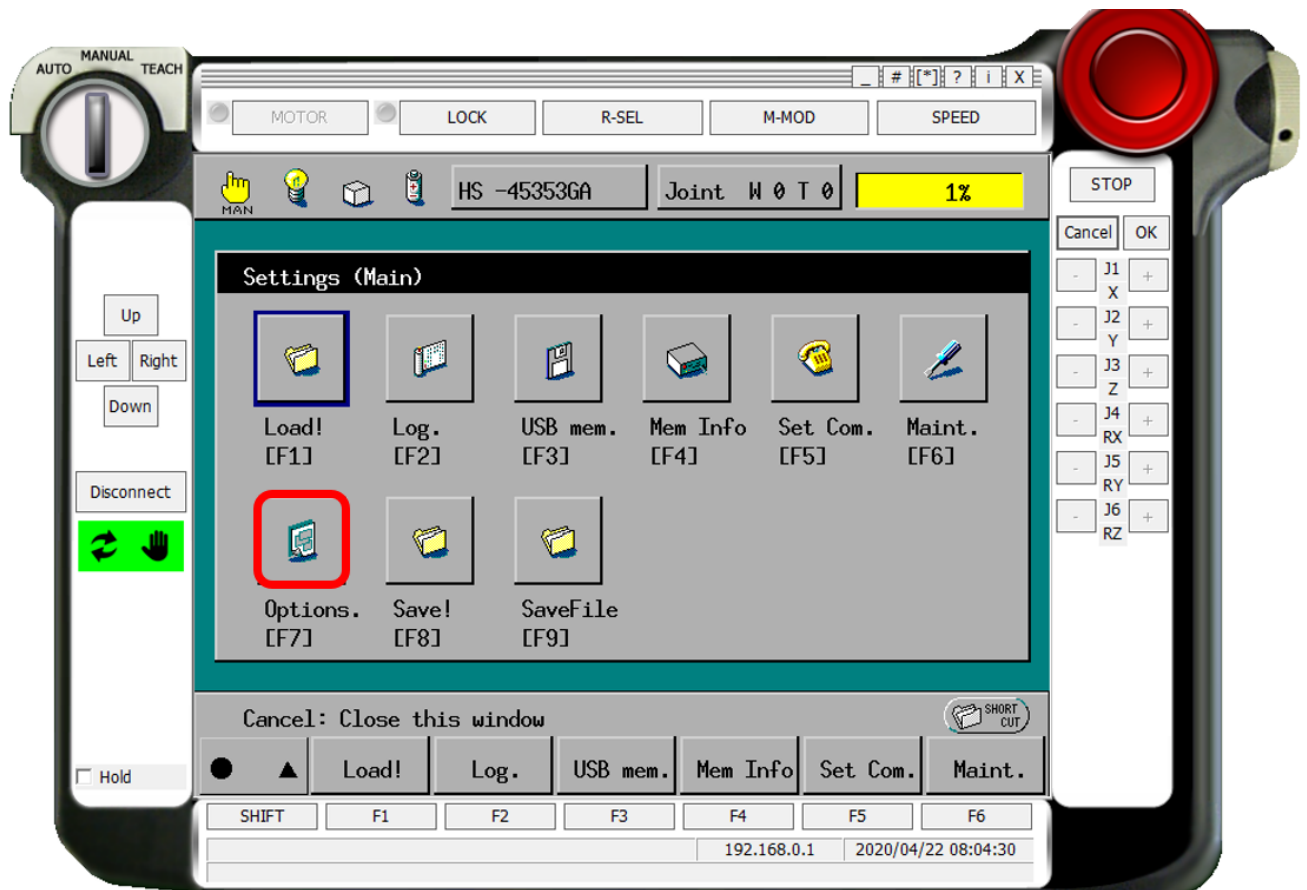 MANUAL
AUTO TEACH
_ # [*] ? i X
MOTOR LOCK R-SEL M-MOD SPEED
MAN HS -45353GA Joint W 0 T 0 1%
STOP
Cancel OK
Settings (Main)
- J1 +
X
- J2 +
Y
- J3 +
Z
- J4 +
RX
- J5 +
RY
- J6 +
RZ
Up
Left Right
Down
Disconnect
Load! Log. USB mem. Mem Info Set Com. Maint.
[F1] [F2] [F3] [F4] [F5] [F6]
Options. Save! SaveFile
[F7] [F8] [F9]
Cancel: Close this window
SHORT
CUT
Hold
Load! Log. USB mem. Mem Info Set Com. Maint.
SHIFT F1 F2 F3 F4 F5 F6
192.168.0.1 2020/04/22 08:04:30